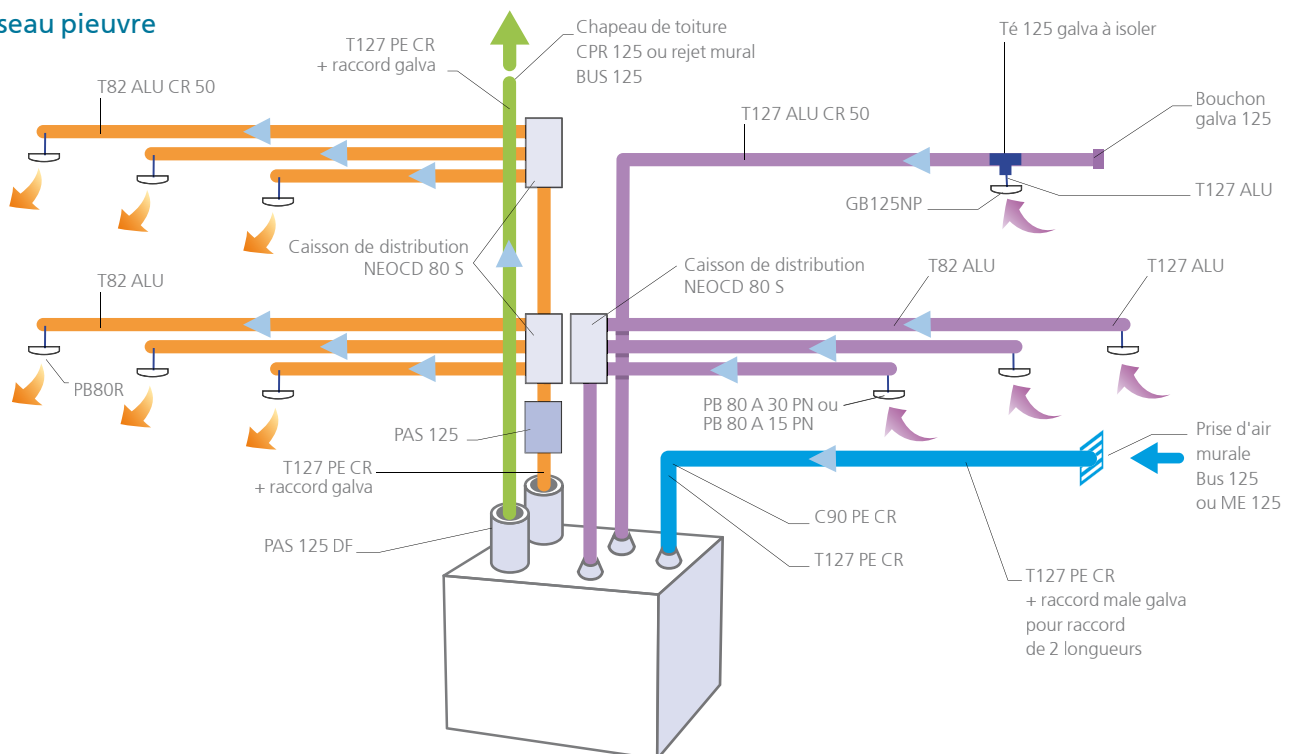 seau pieuvre
T127 PE CR
+ raccord galva
Chapeau de toiture
CPR 125 ou rejet mural
BUS 125
Té 125 galva à isoler
T82 ALU CR 50
T127 ALU CR 50
Bouchon
galva 125
T127 ALU
GB125NP
Caisson de distribution
NEOCD 80 S
Caisson de distribution
NEOCD 80 S
T82 ALU
T82 ALU
T127 ALU
PB80R
PB 80 A 30 PN ou
PB 80 A 15 PN
PAS 125
Prise d'air
murale
Bus 125
ou ME 125
T127 PE CR
+ raccord galva
C90 PE CR
PAS 125 DF
T127 PE CR
T127 PE CR
+ raccord male galva
pour raccord
de 2 longueurs